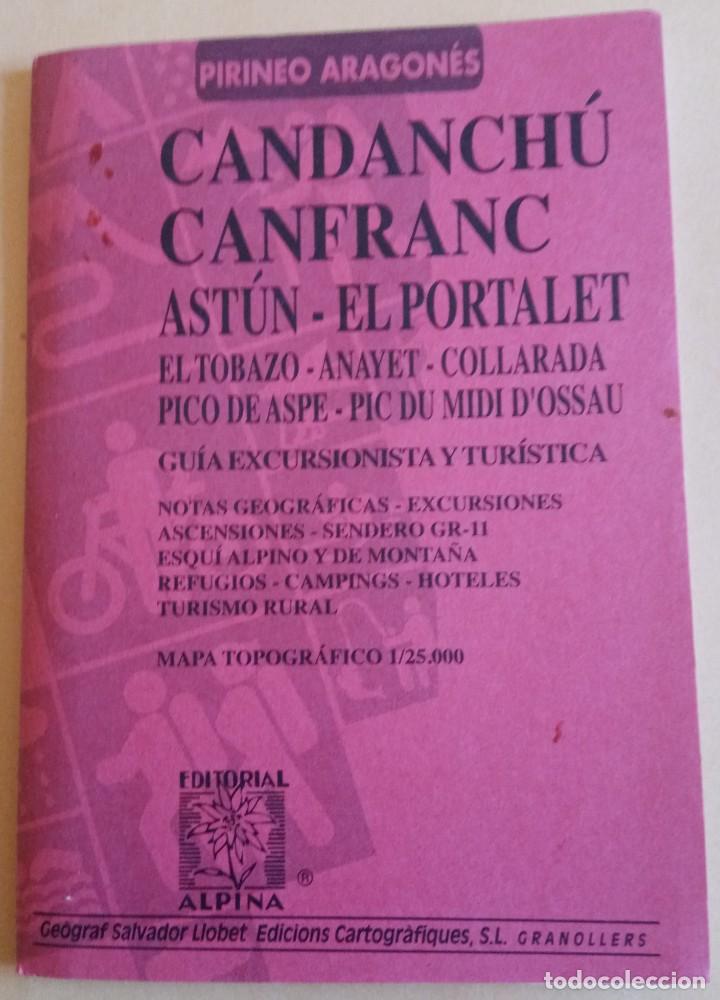 PIRINEO ARAGONÉS
CANDANCHÚ
CANFRANC
ASTÚN - EL PORTALET
EL TOBAZO - ANAYET - COLLARADA
PICO DE ASPE - PIC DU MIDI D'OSSAU
GUÍA EXCURSIONISTA Y TURÍSTICA
NOTAS GEOGRÁFICAS - EXCURSIONES
ASCENSIONES - SENDERO GR-11
ESQUÍ ALPINO Y DE MONTAÑA
REFUGIOS - CAMPINGS - HOTELES
TURISMO RURAL
MAPA TOPOGRÁFICO 1/25.000
EDITORIAL
ALPINA ®
Geògraf Salvador Llobet Edicions Cartogràfiques, S.L. GRANOLLERS
todocoleccion